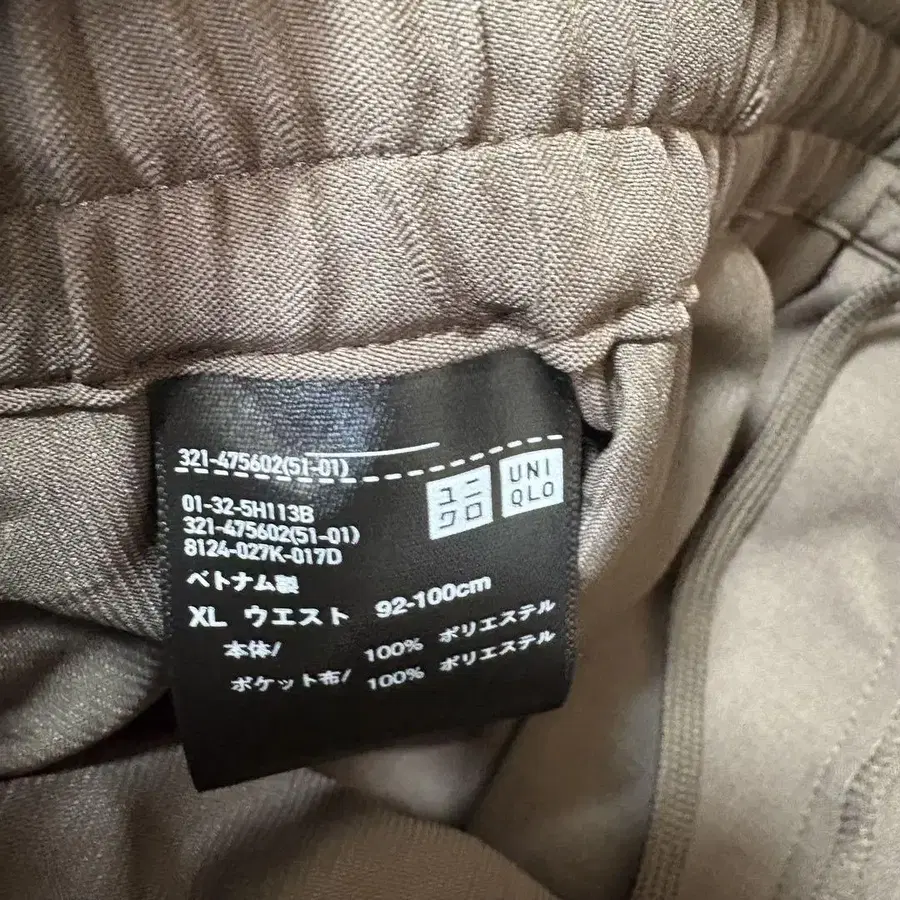 321-475602(51-01)
ユニクロ
UNIQLO
01-32-5H113B
321-475602(51-01)
8124-027K-017D
ベトナム製
XL ウエスト 92-100cm
本体/ 100% ポリエステル
ポケット布/ 100% ポリエステル